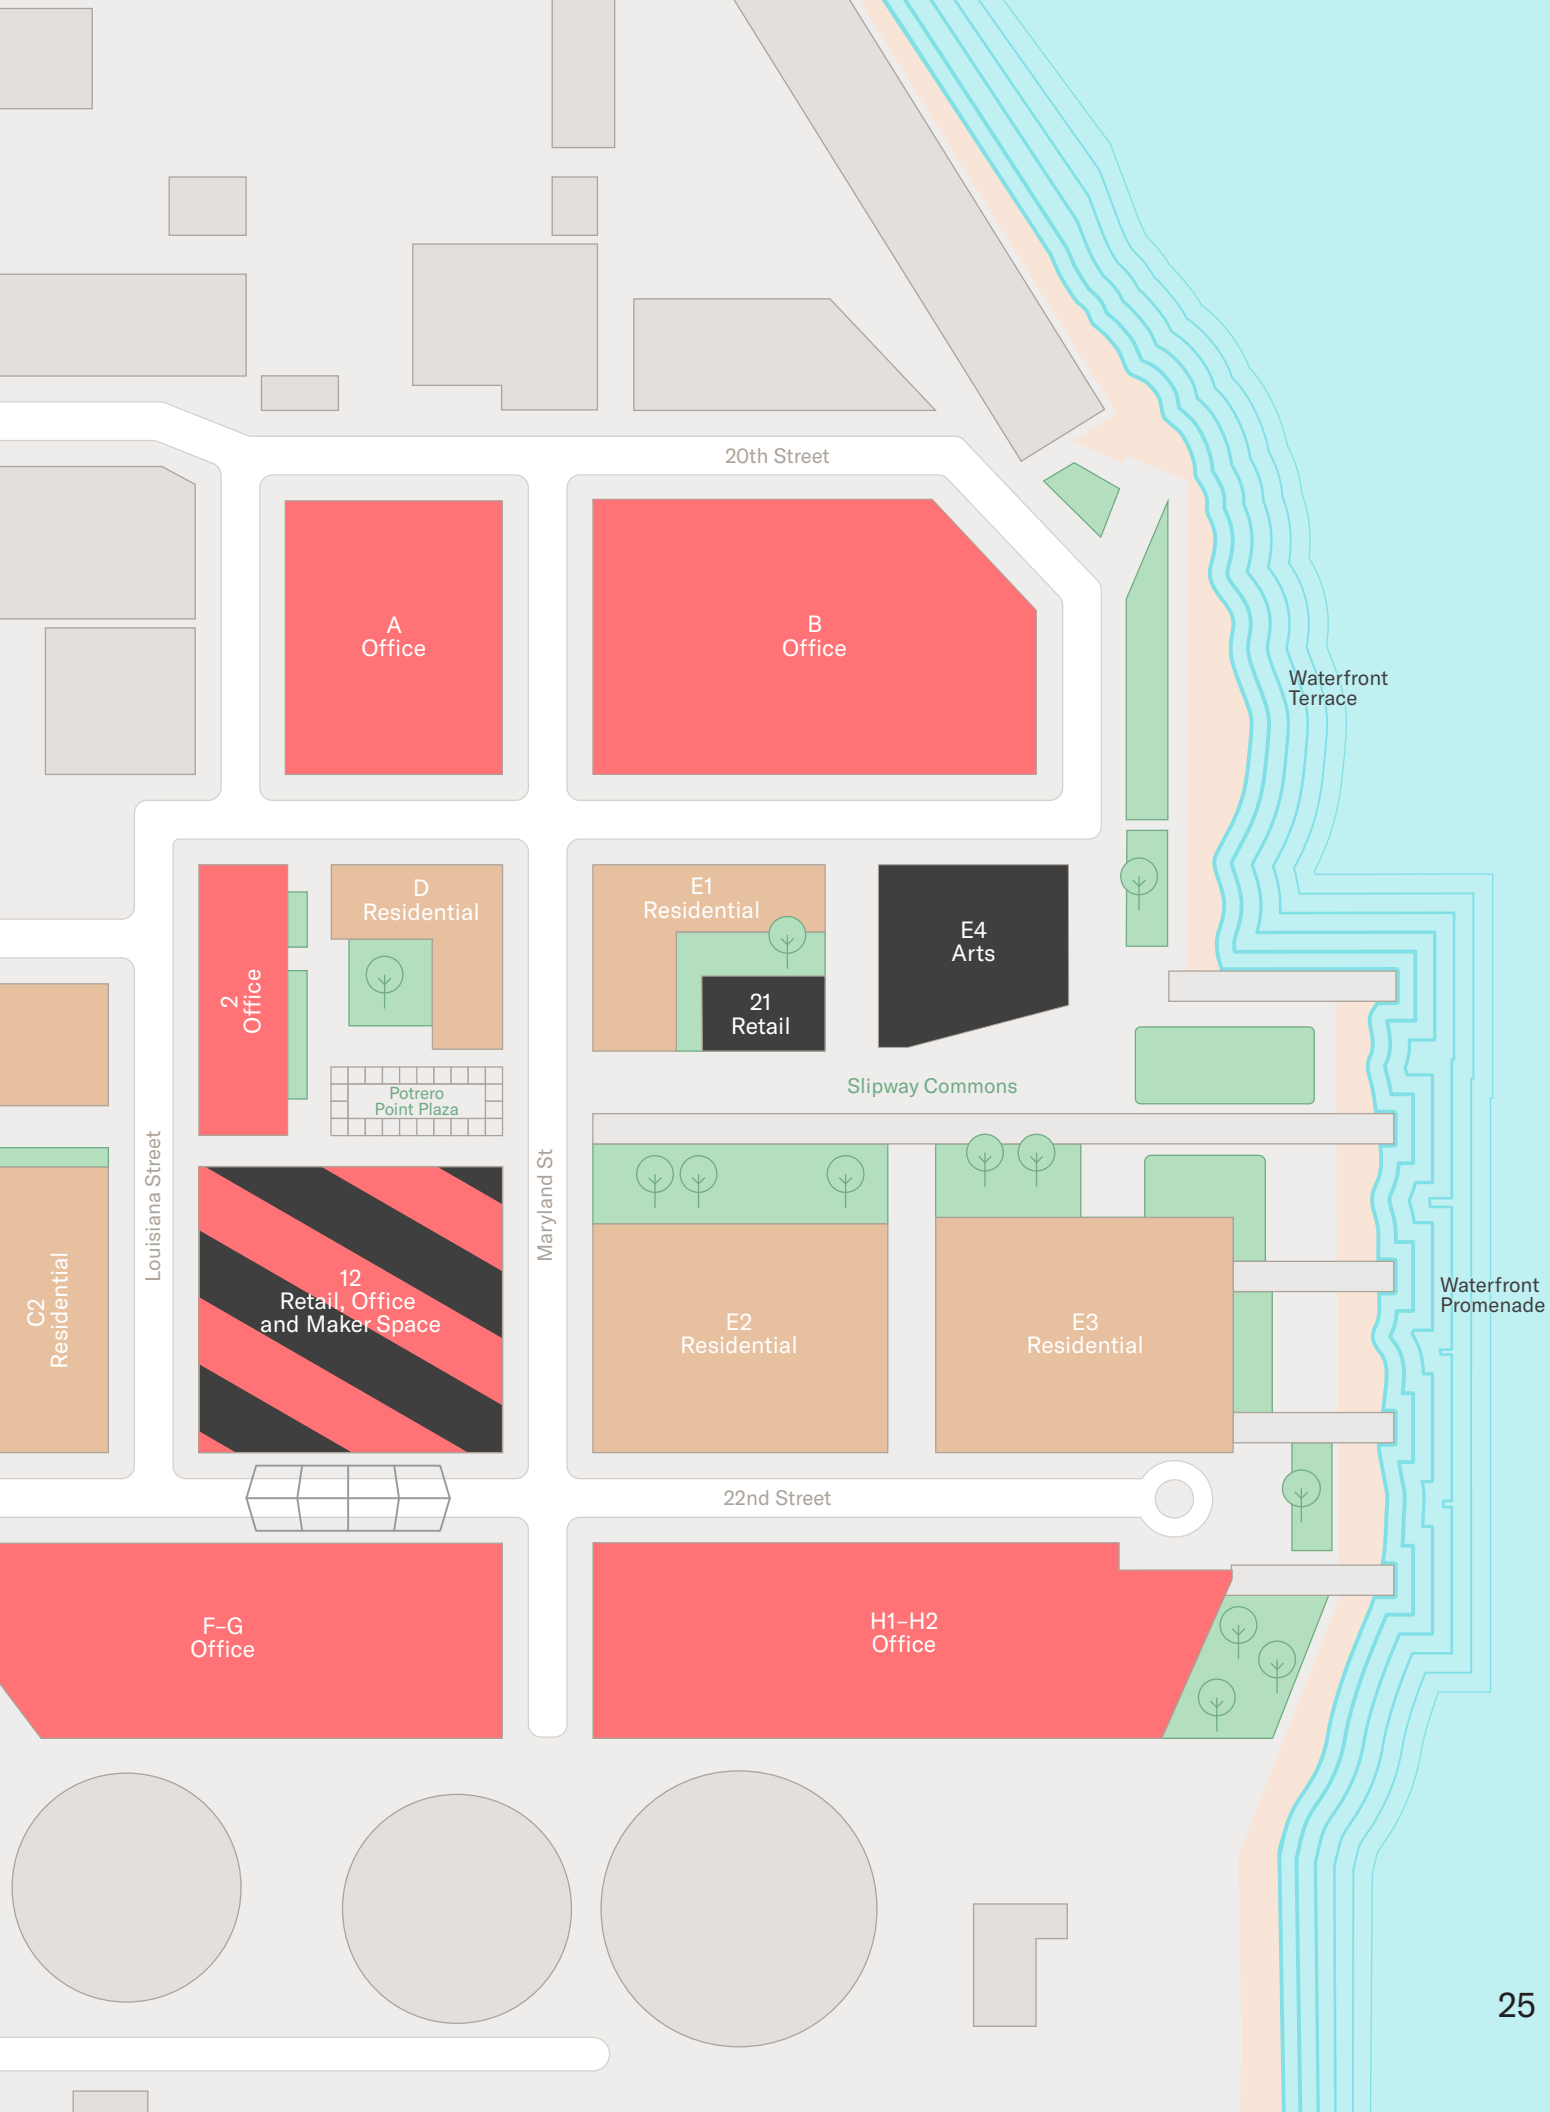 20th Street
A
Office
B
Office
Waterfront
Terrace
D
Residential
E1
Residential
E4
Arts
2
Office
21
Retail
Potrero
Point Plaza
Slipway Commons
Louisiana Street
Maryland St
C2
Residential
12
Retail, Office
and Maker Space
E2
Residential
E3
Residential
Waterfront
Promenade
22nd Street
F–G
Office
H1–H2
Office
25